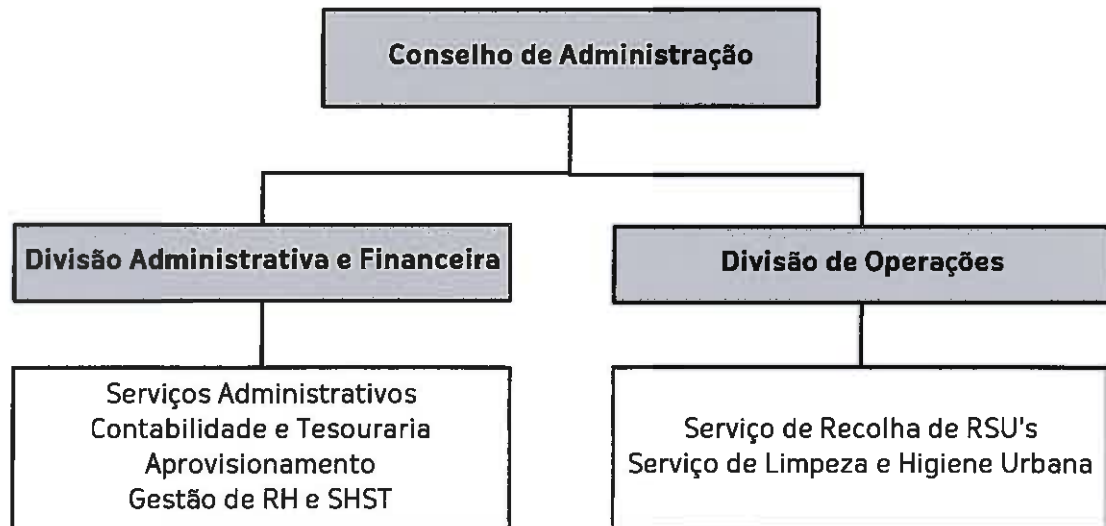 Conselho de Administração
Divisão Administrativa e Financeira
Divisão de Operações
Serviços Administrativos
Contabilidade e Tesouraria
Aprovisionamento
Gestão de RH e SHST
Serviço de Recolha de RSU's
Serviço de Limpeza e Higiene Urbana